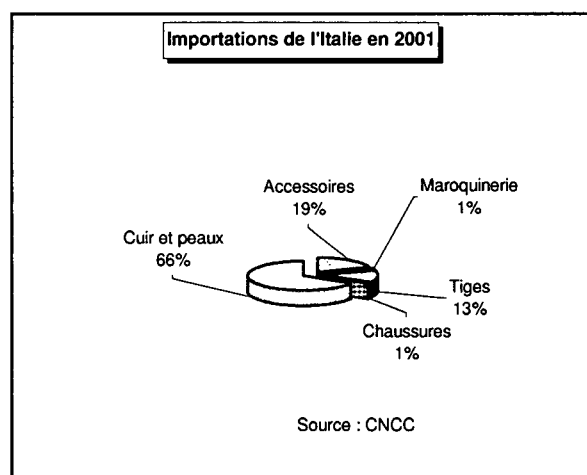 Importations de l'Italie en 2001
Accessoires
19%
Maroquinerie
1%
Cuir et peaux
66%
Tiges
13%
Chaussures
1%
Source : CNCC